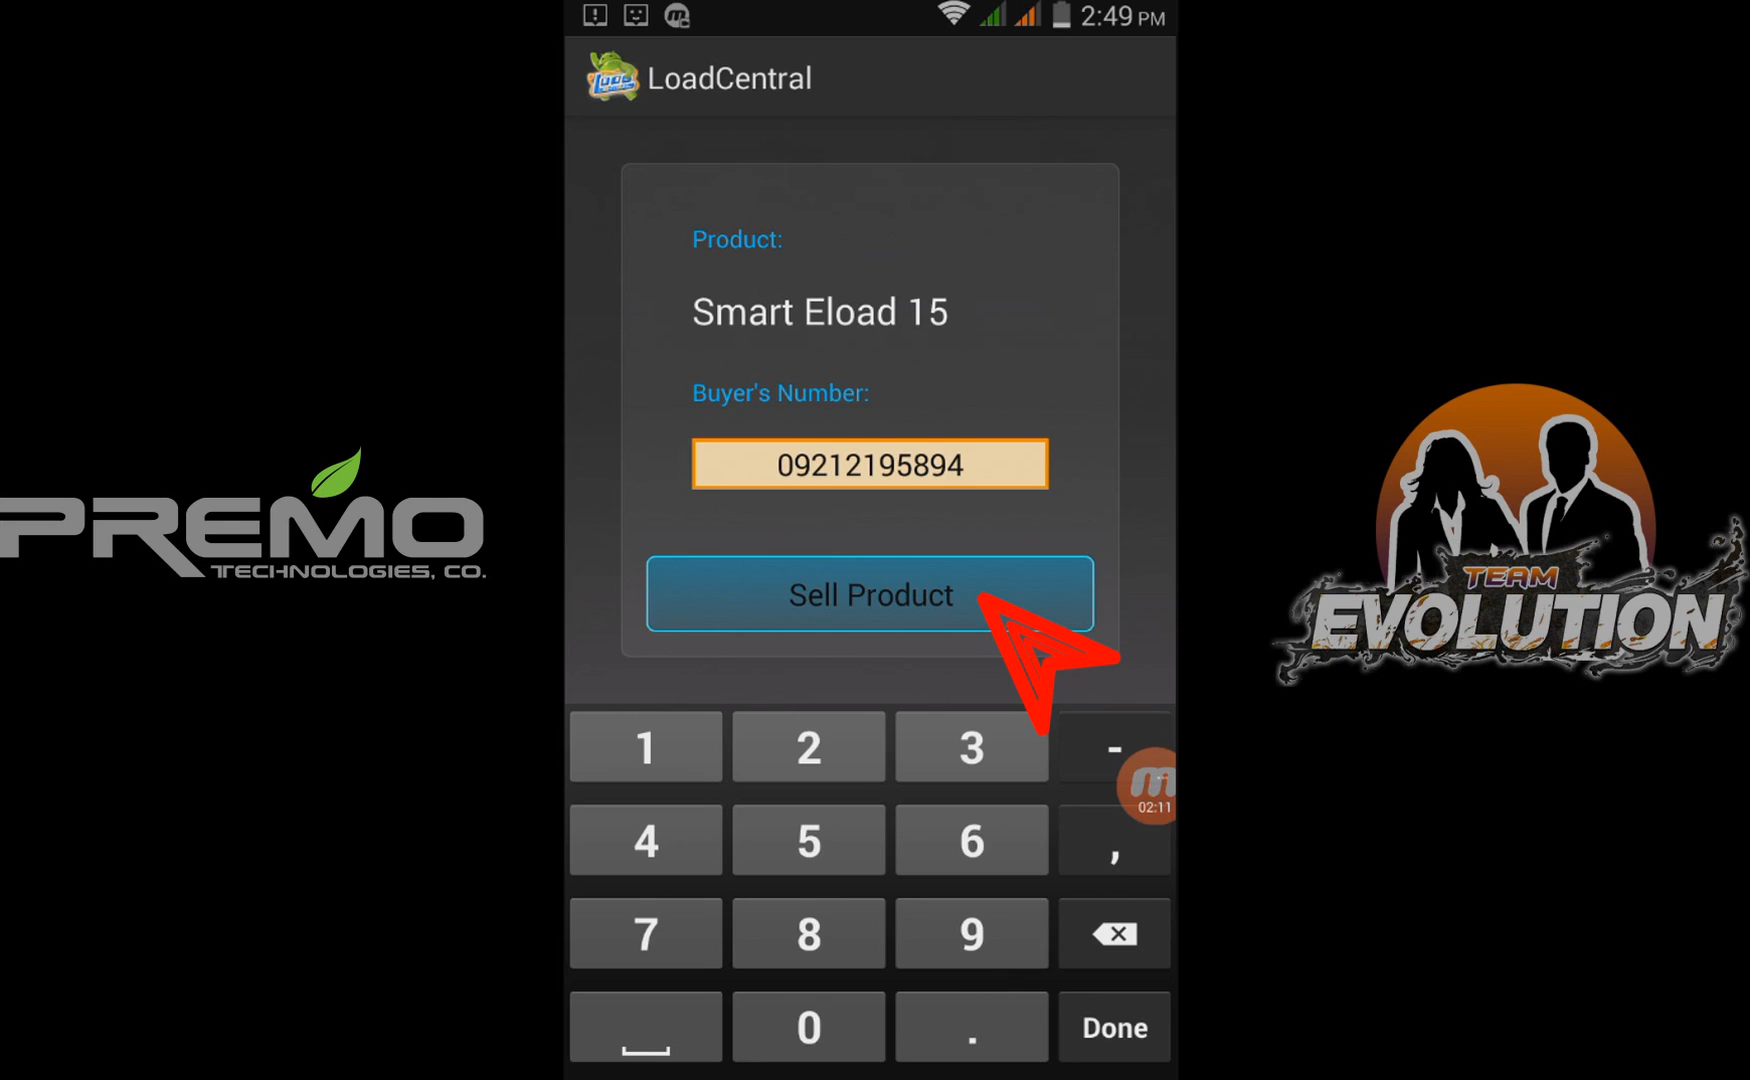 2:49 PM
LoadCentral
Product:
Smart Eload 15
Buyer's Number:
09212195894
Sell Product
1 2 3 -
02:11
4 5 6 ,
7 8 9
0 . Done
PREMO
TECHNOLOGIES, CO.
TEAM
EVOLUTION